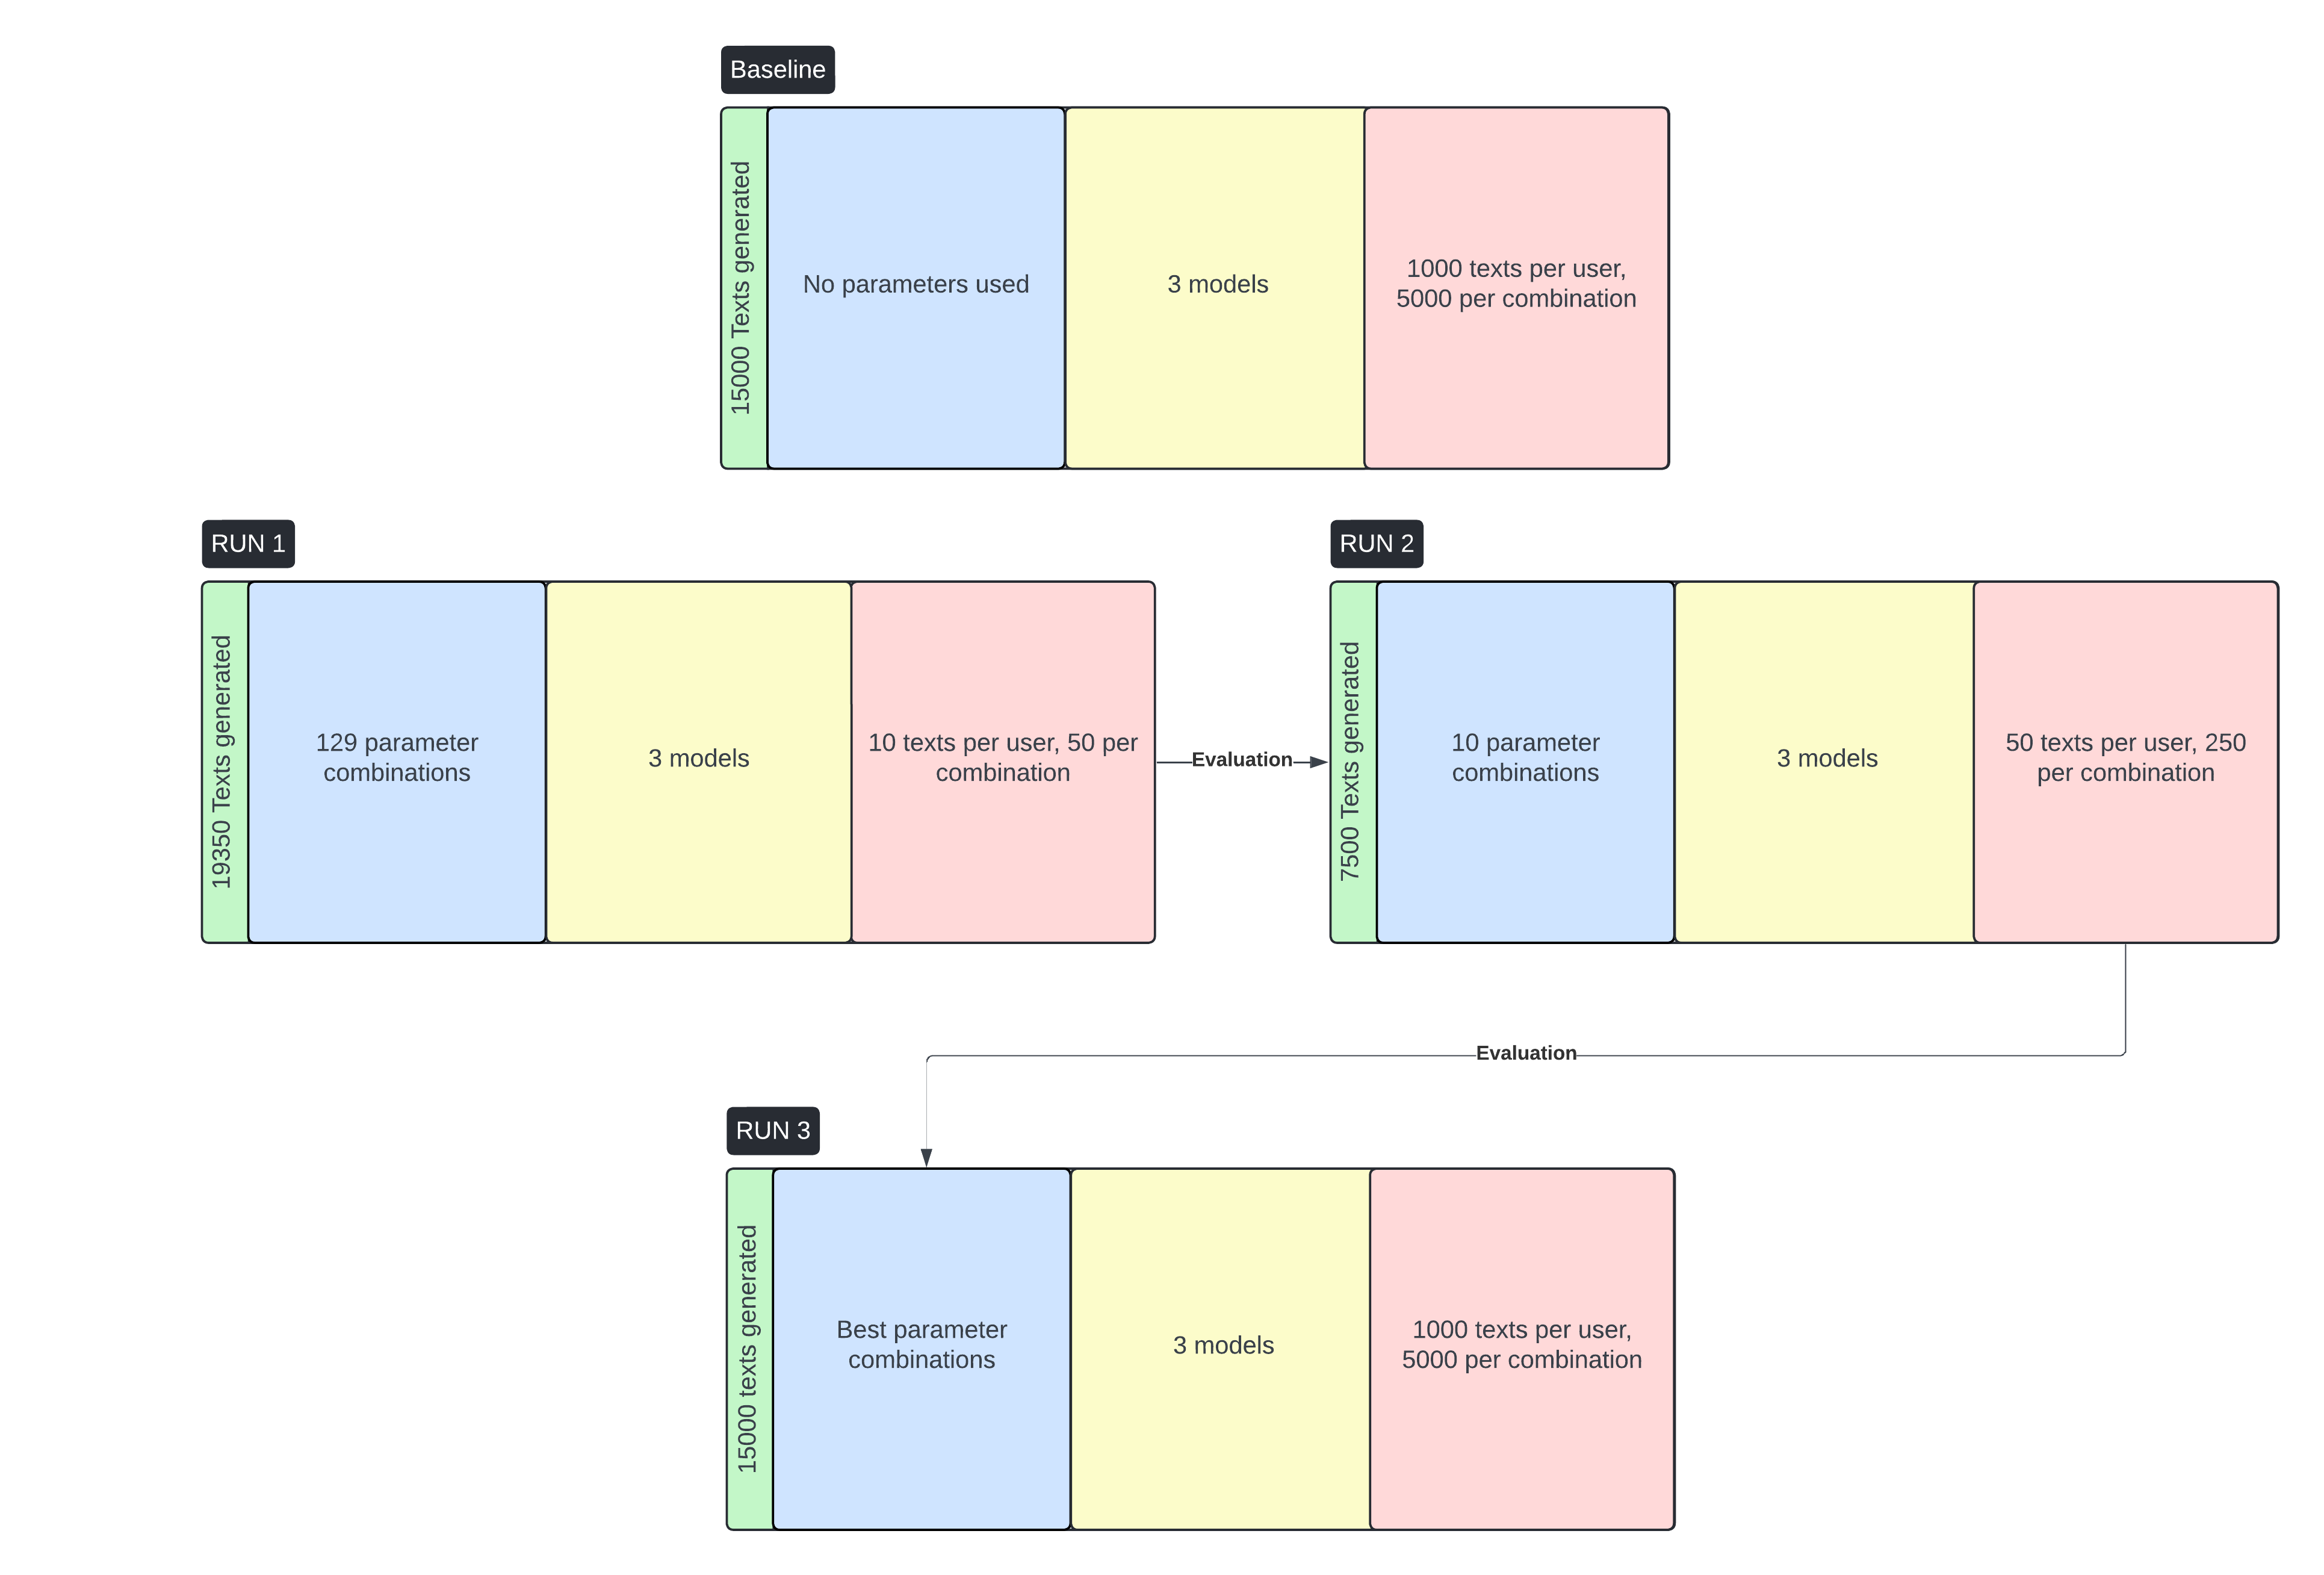 Baseline
15000 Texts generated
No parameters used
3 models
1000 texts per user,
5000 per combination
RUN 1
19350 Texts generated
129 parameter
combinations
3 models
10 texts per user, 50 per
combination
Evaluation
RUN 2
7500 Texts generated
10 parameter
combinations
3 models
50 texts per user, 250
per combination
Evaluation
RUN 3
15000 texts generated
Best parameter
combinations
3 models
1000 texts per user,
5000 per combination